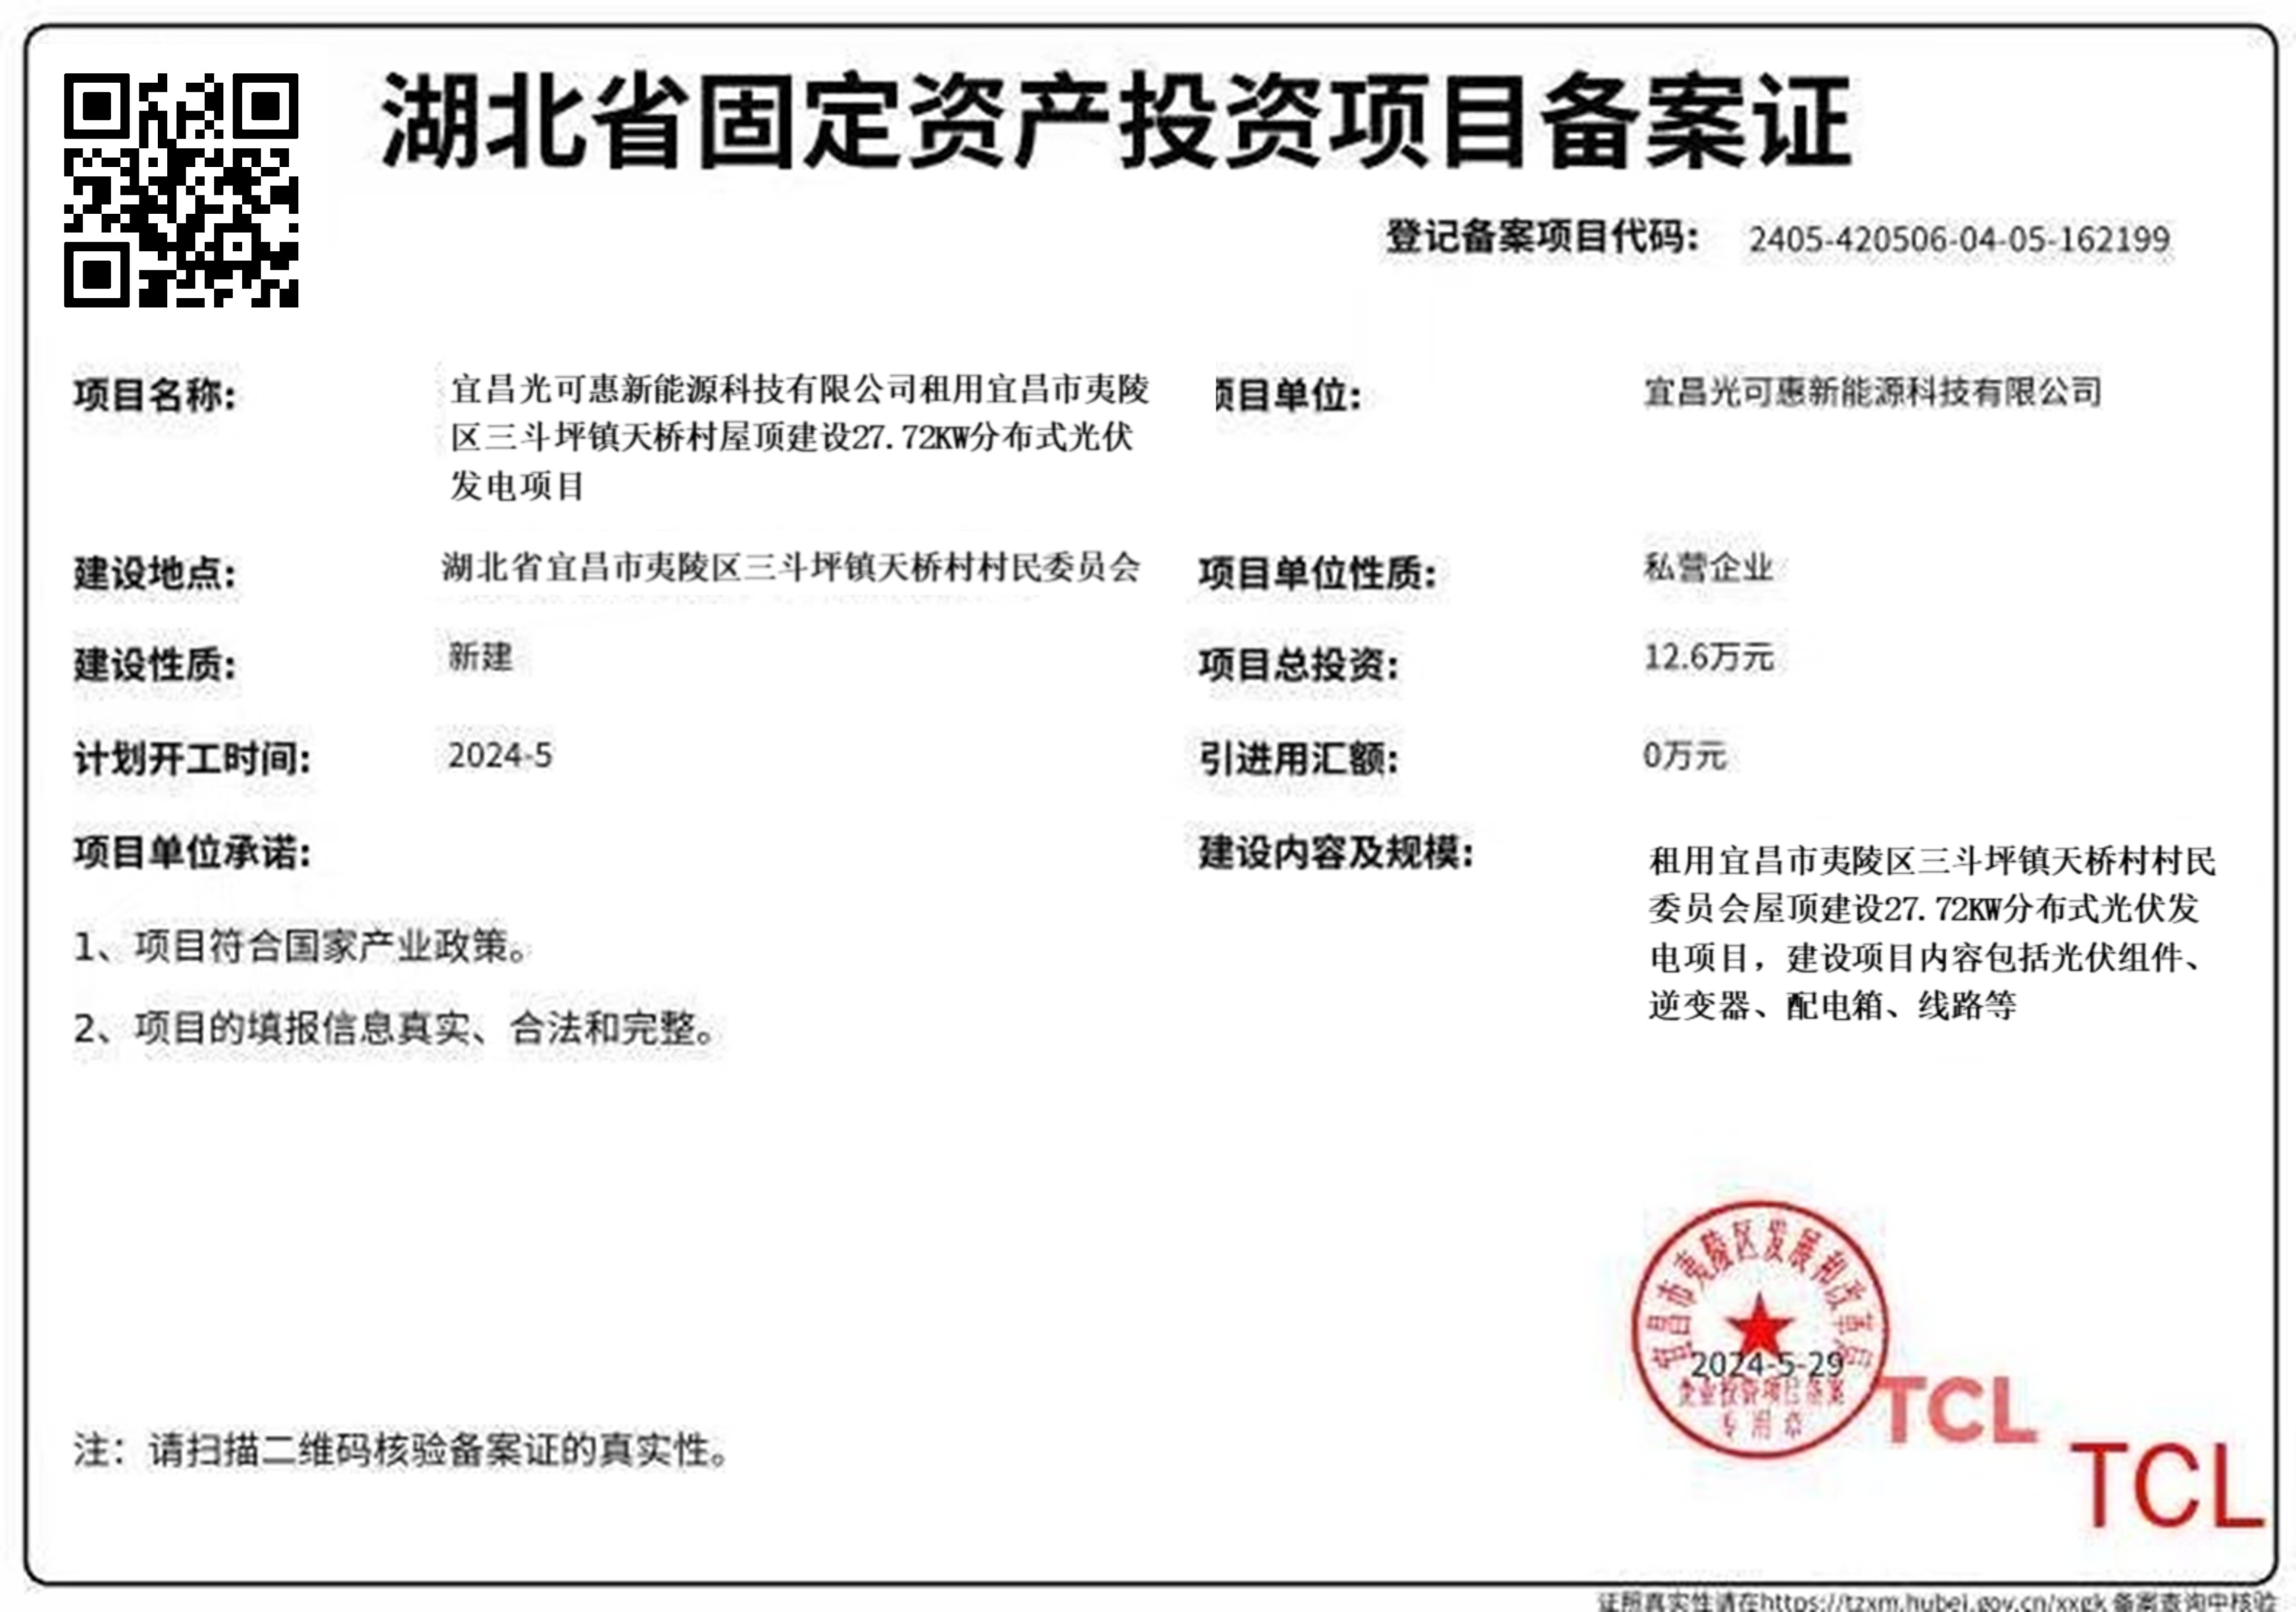 湖北省固定资产投资项目备案证
登记备案项目代码: 2405-420506-04-05-162199
项目名称: 宜昌光可惠新能源科技有限公司租用宜昌市夷陵
区三斗坪镇天桥村屋顶建设27.72KW分布式光伏
发电项目
项目单位: 宜昌光可惠新能源科技有限公司
建设地点: 湖北省宜昌市夷陵区三斗坪镇天桥村村民委员会
项目单位性质: 私营企业
建设性质: 新建
项目总投资: 12.6万元
计划开工时间: 2024-5
引进用汇额: 0万元
项目单位承诺:
1、项目符合国家产业政策。
2、项目的填报信息真实、合法和完整。
建设内容及规模:
租用宜昌市夷陵区三斗坪镇天桥村村民
委员会屋顶建设27.72KW分布式光伏发
电项目，建设项目内容包括光伏组件、
逆变器、配电箱、线路等
宜昌市夷陵区发展和改革局
2024-5-29
企业投资项目备案
专用章
TCL
TCL
注：请扫描二维码核验备案证的真实性。
证照真实性请在https://tzxm.hubei.gov.cn/xxgk 备案查询中核验